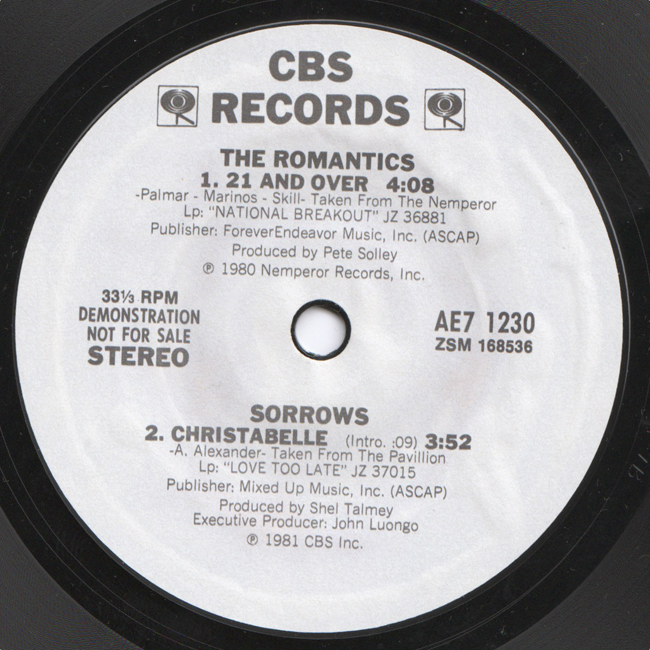 CBS
RECORDS
THE ROMANTICS
1. 21 AND OVER 4:08
-Palmar - Marinos - Skill- Taken From The Nemperor
Lp: "NATIONAL BREAKOUT" JZ 36881
Publisher: ForeverEndeavor Music, Inc. (ASCAP)
Produced by Pete Solley
℗ 1980 Nemperor Records, Inc.
33⅓ RPM
DEMONSTRATION
NOT FOR SALE
STEREO
AE7 1230
ZSM 168536
SORROWS
2. CHRISTABELLE (Intro. :09) 3:52
-A. Alexander- Taken From The Pavillion
Lp: "LOVE TOO LATE" JZ 37015
Publisher: Mixed Up Music, Inc. (ASCAP)
Produced by Shel Talmey
Executive Producer: John Luongo
℗ 1981 CBS Inc.